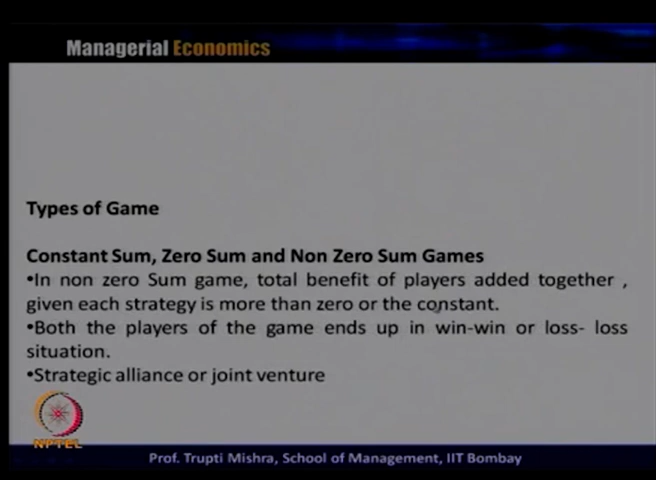 Managerial Economics
Types of Game
Constant Sum, Zero Sum and Non Zero Sum Games
•In non zero Sum game, total benefit of players added together ,
given each strategy is more than zero or the constant.
•Both the players of the game ends up in win-win or loss- loss
situation.
•Strategic alliance or joint venture
NPTEL
Prof. Trupti Mishra, School of Management, IIT Bombay